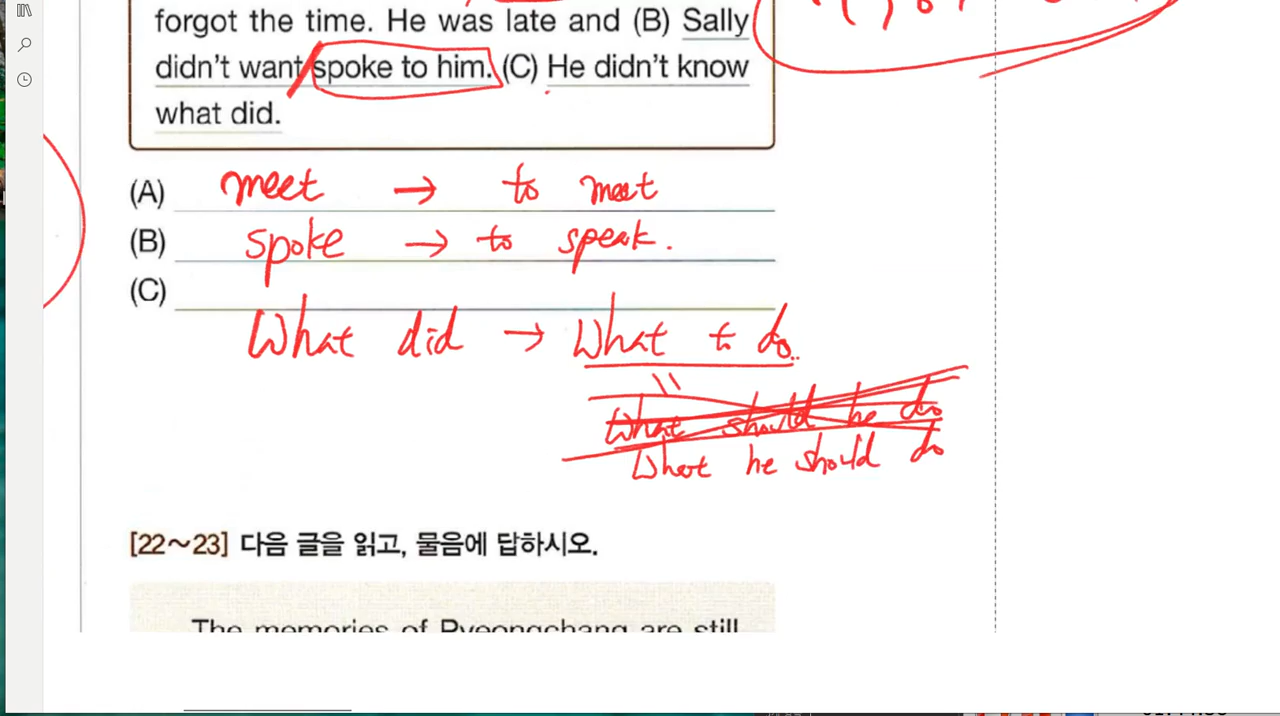 forgot the time. He was late and (B) Sally
didn't want spoke to him. (C) He didn't know
what did.
(A) meet → to meet
(B) spoke → to speak.
(C)
What did → What to do..
What should he do
What he should do
[22~23] 다음 글을 읽고, 물음에 답하시오.
The memories of Pyeongchang are still